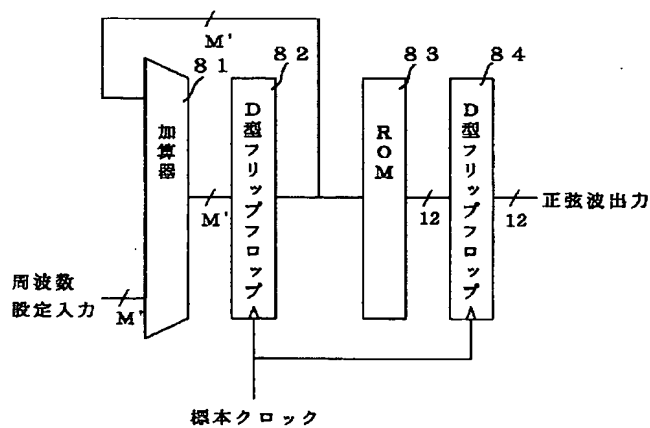 M'
81
82
83
84
加算器
D型フリップフロップ
ROM
D型フリップフロップ
M'
12
12
正弦波出力
周波数
設定入力
M'
標本クロック